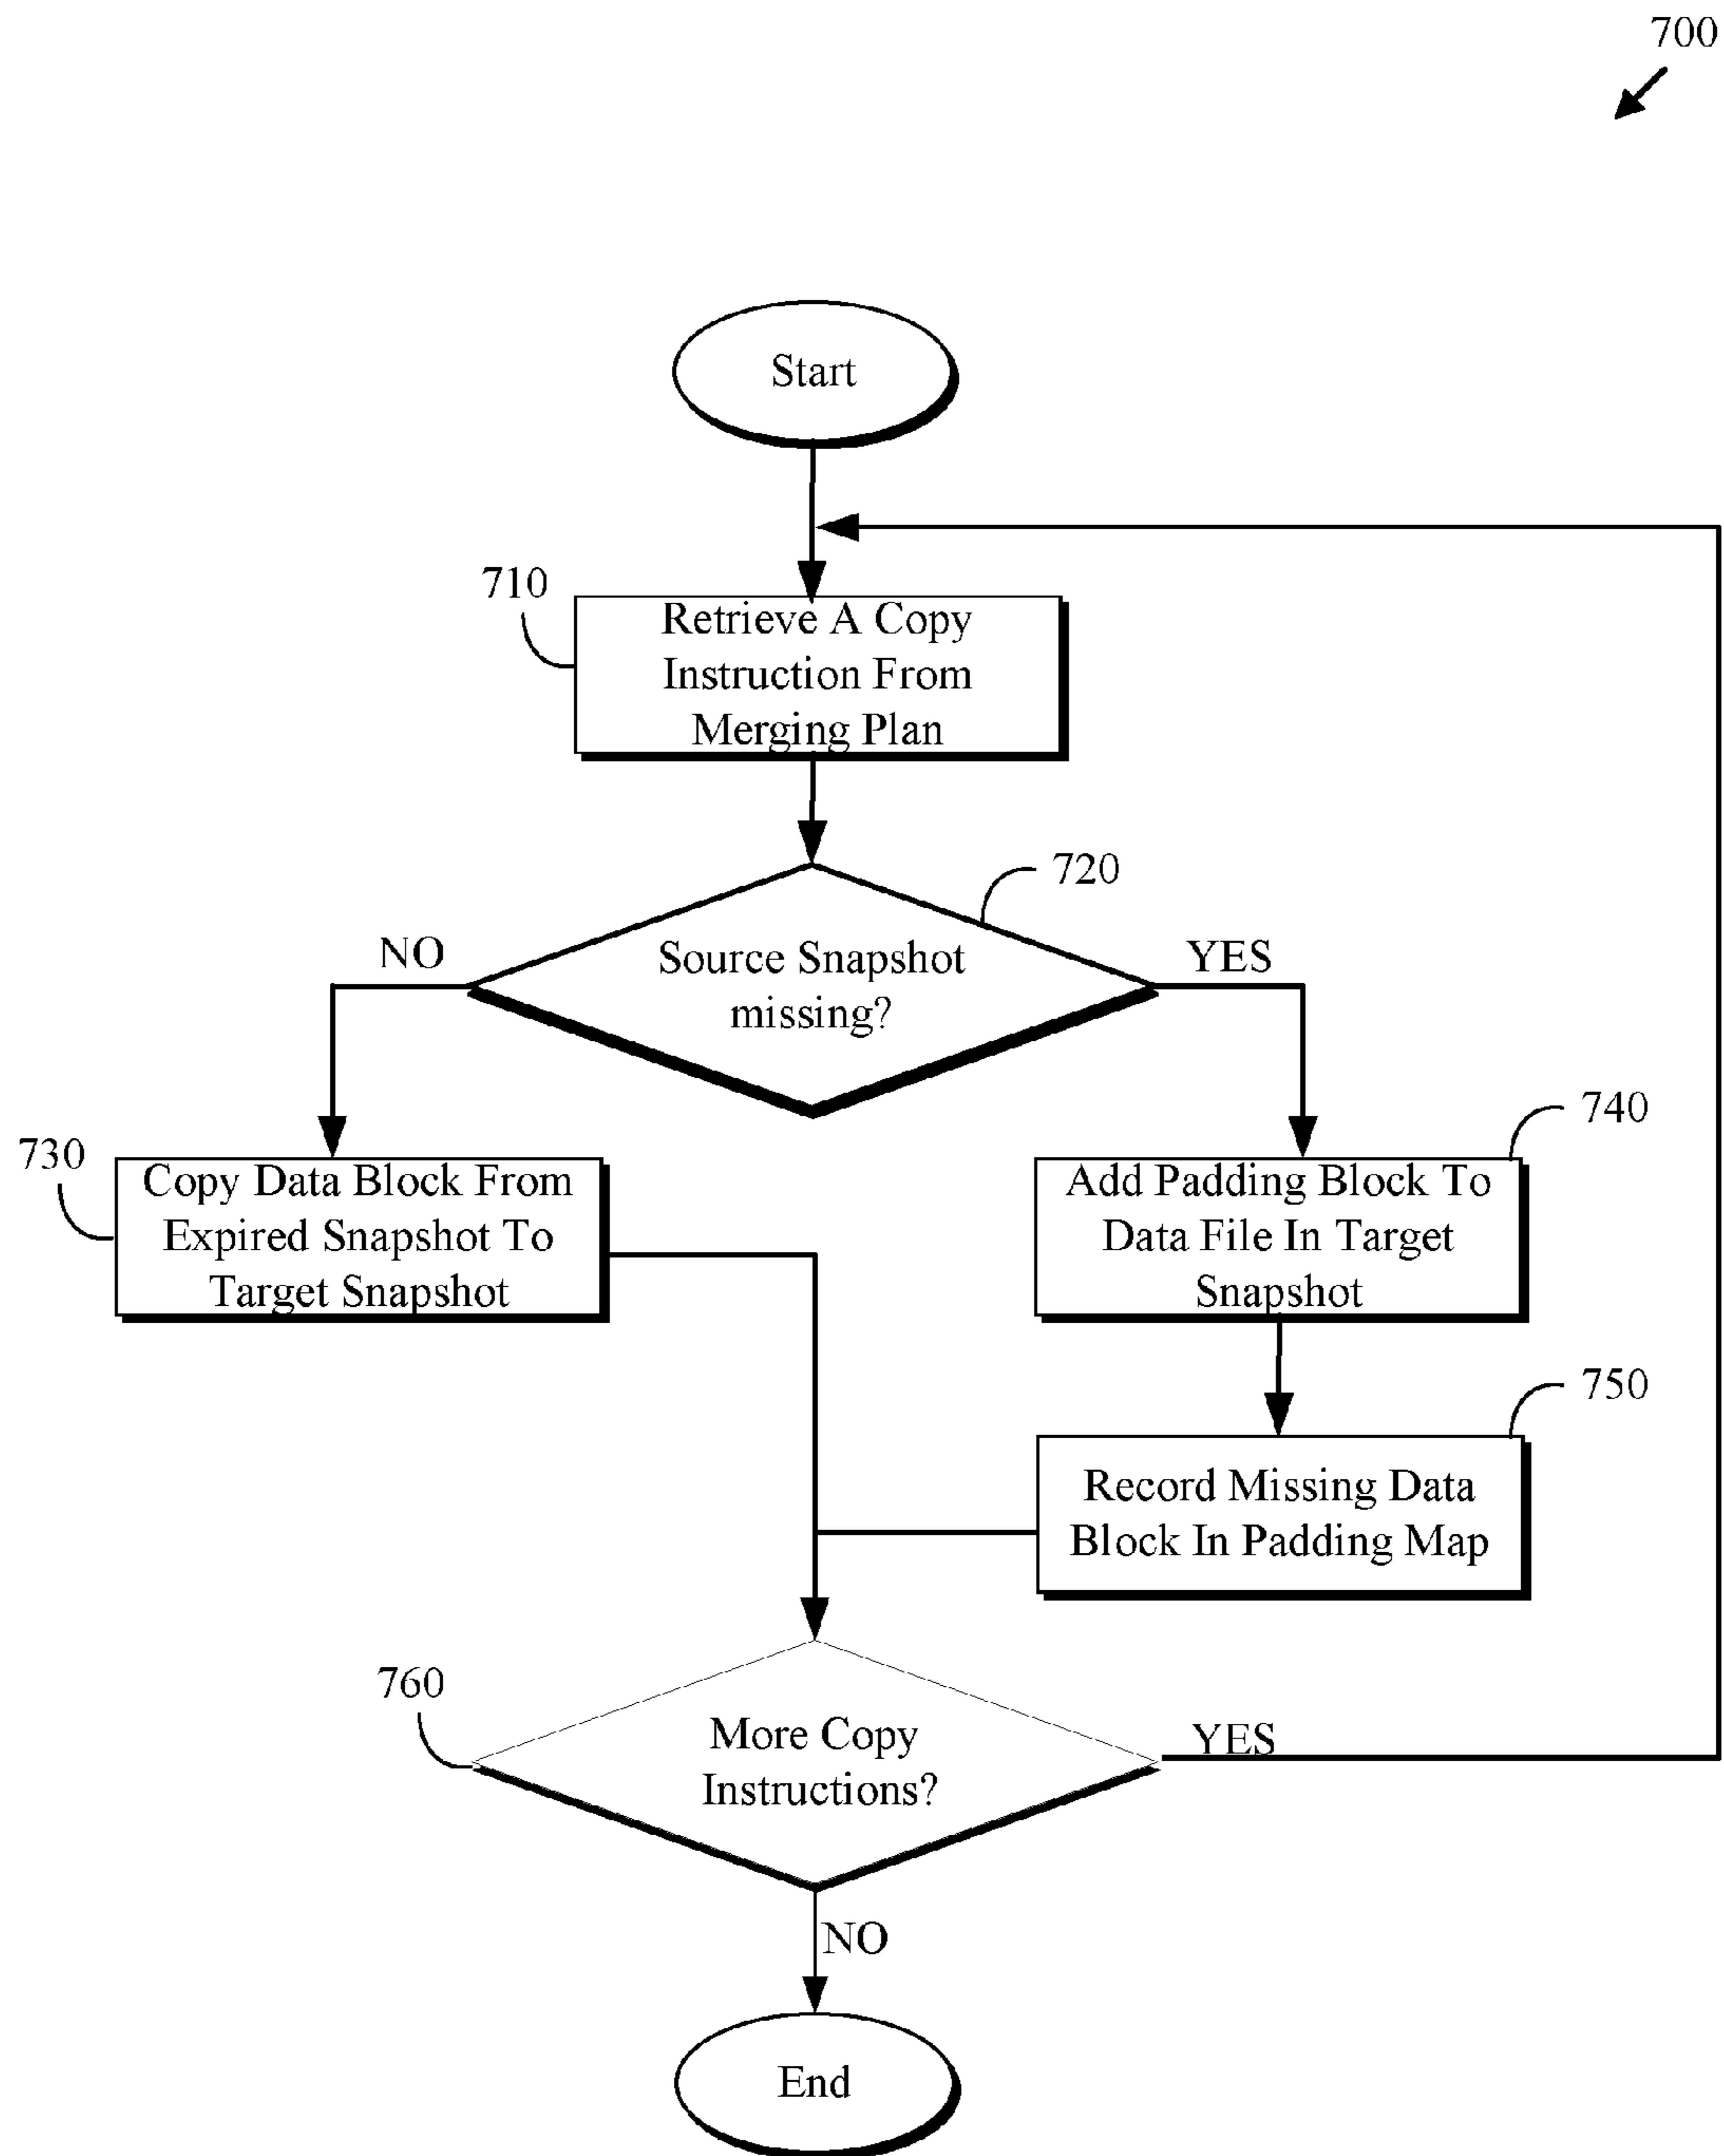 700
Start
710
Retrieve A Copy
Instruction From
Merging Plan
720
NO
Source Snapshot
missing?
YES
730
Copy Data Block From
Expired Snapshot To
Target Snapshot
740
Add Padding Block To
Data File In Target
Snapshot
750
Record Missing Data
Block In Padding Map
760
More Copy
Instructions?
YES
NO
End